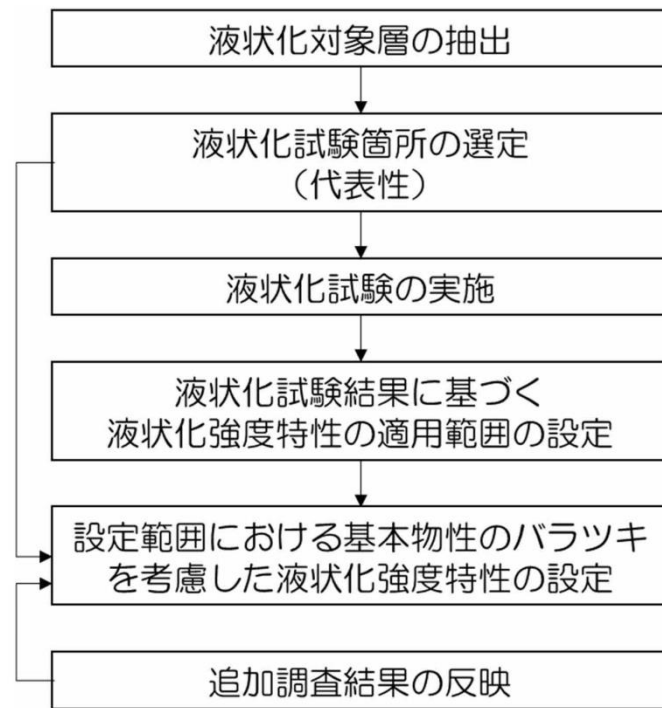 液状化対象層の抽出
液状化試験箇所の選定
（代表性）
液状化試験の実施
液状化試験結果に基づく
液状化強度特性の適用範囲の設定
設定範囲における基本物性のバラツキ
を考慮した液状化強度特性の設定
追加調査結果の反映